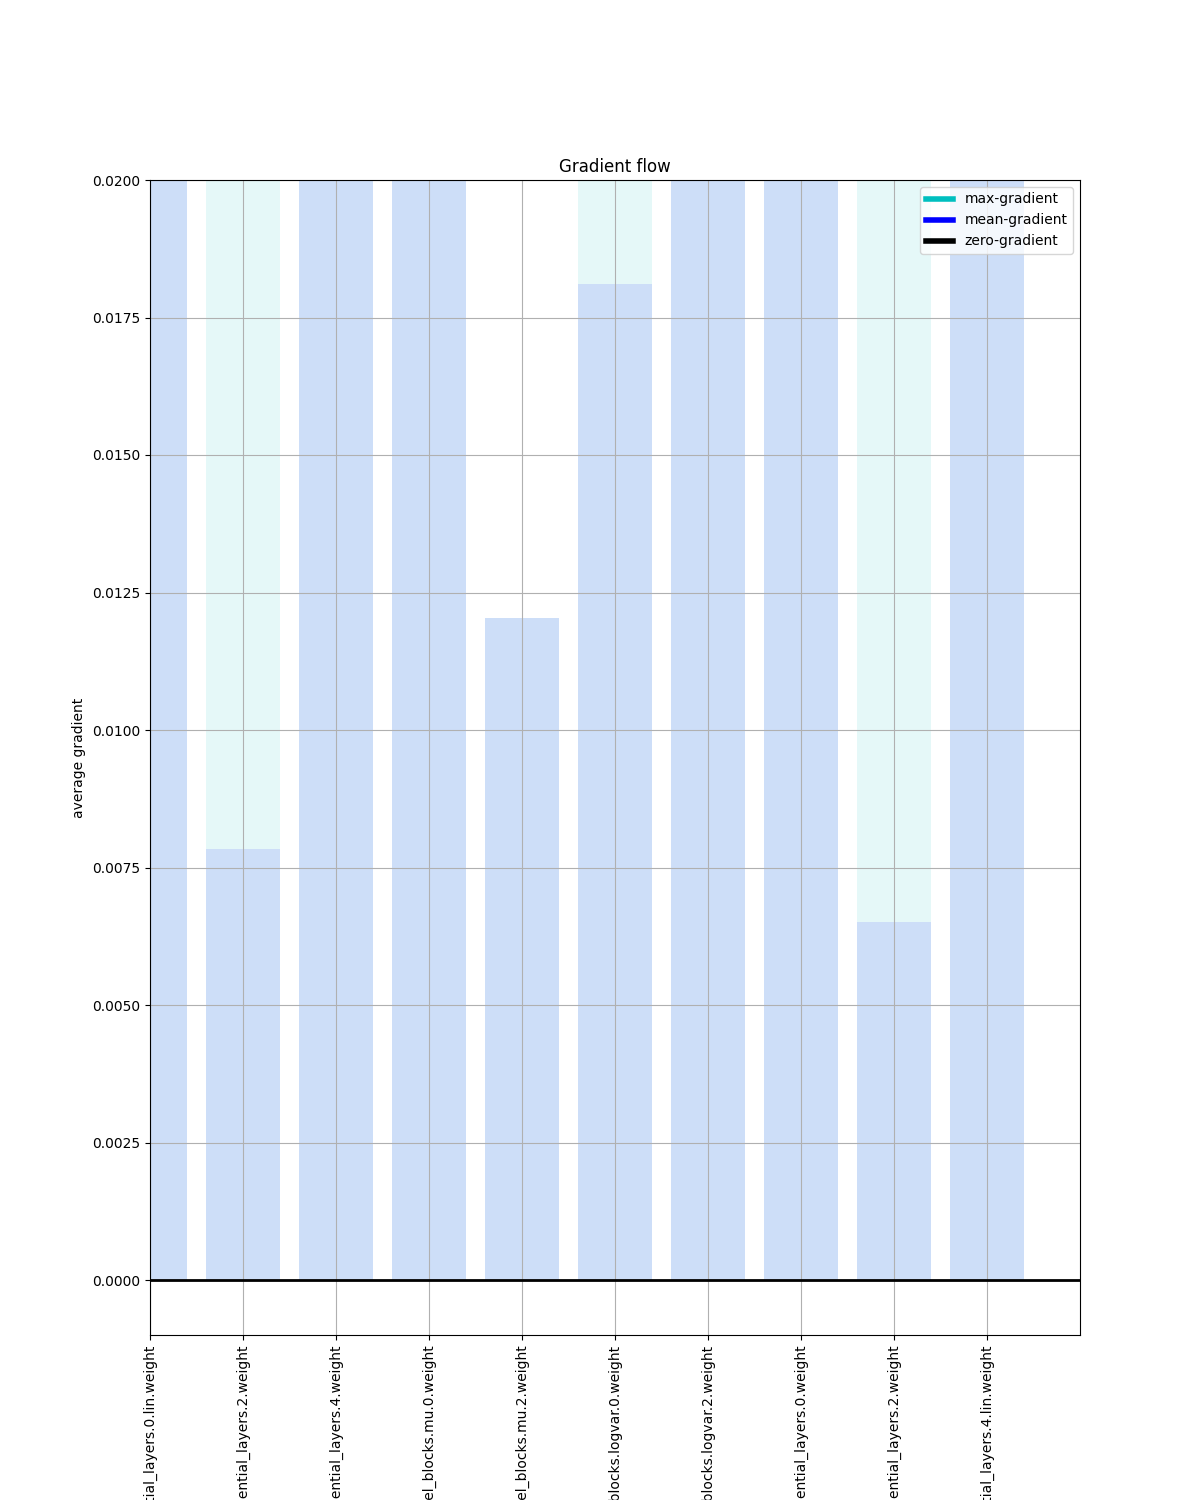 Gradient flow
max-gradient
mean-gradient
zero-gradient
0.0200
0.0175
0.0150
0.0125
0.0100
0.0075
0.0050
0.0025
0.0000
average gradient
tial_layers.0.lin.weight
ential_layers.2.weight
ential_layers.4.weight
el_blocks.mu.0.weight
el_blocks.mu.2.weight
blocks.logvar.0.weight
blocks.logvar.2.weight
ential_layers.0.weight
ential_layers.2.weight
tial_layers.4.lin.weight